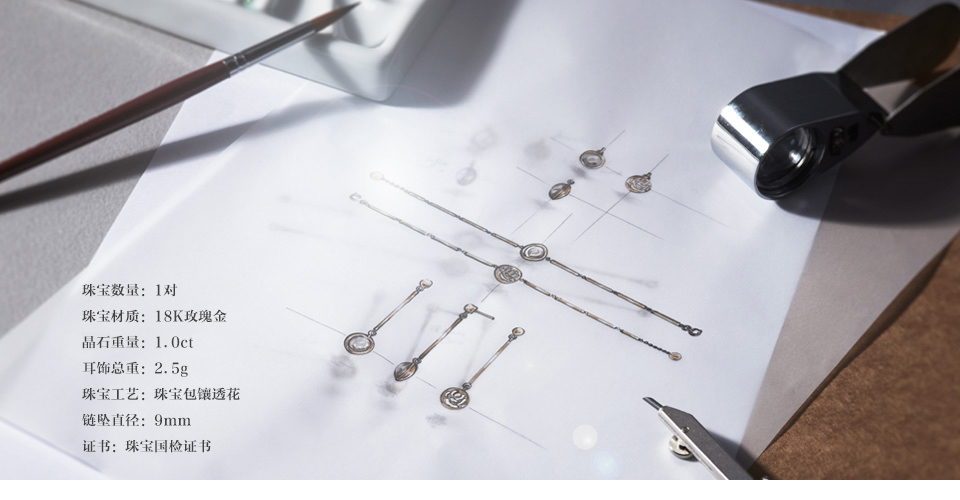 珠宝数量：1对
珠宝材质：18K玫瑰金
晶石重量：1.0ct
耳饰总重：2.5g
珠宝工艺：珠宝包镶透花
链坠直径：9mm
证书：珠宝国检证书